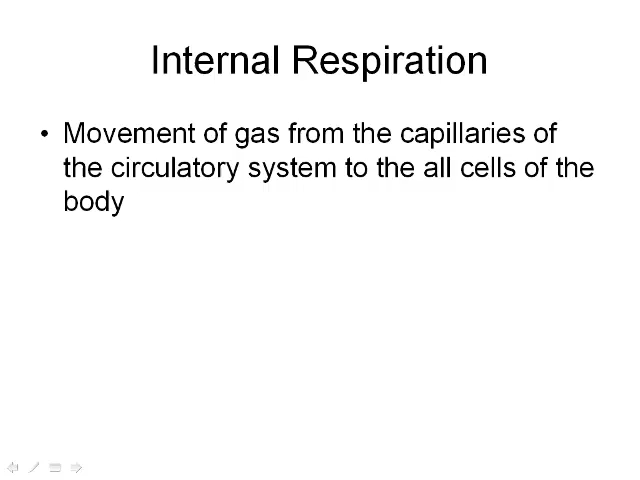 Internal Respiration
• Movement of gas from the capillaries of
the circulatory system to the all cells of the
body